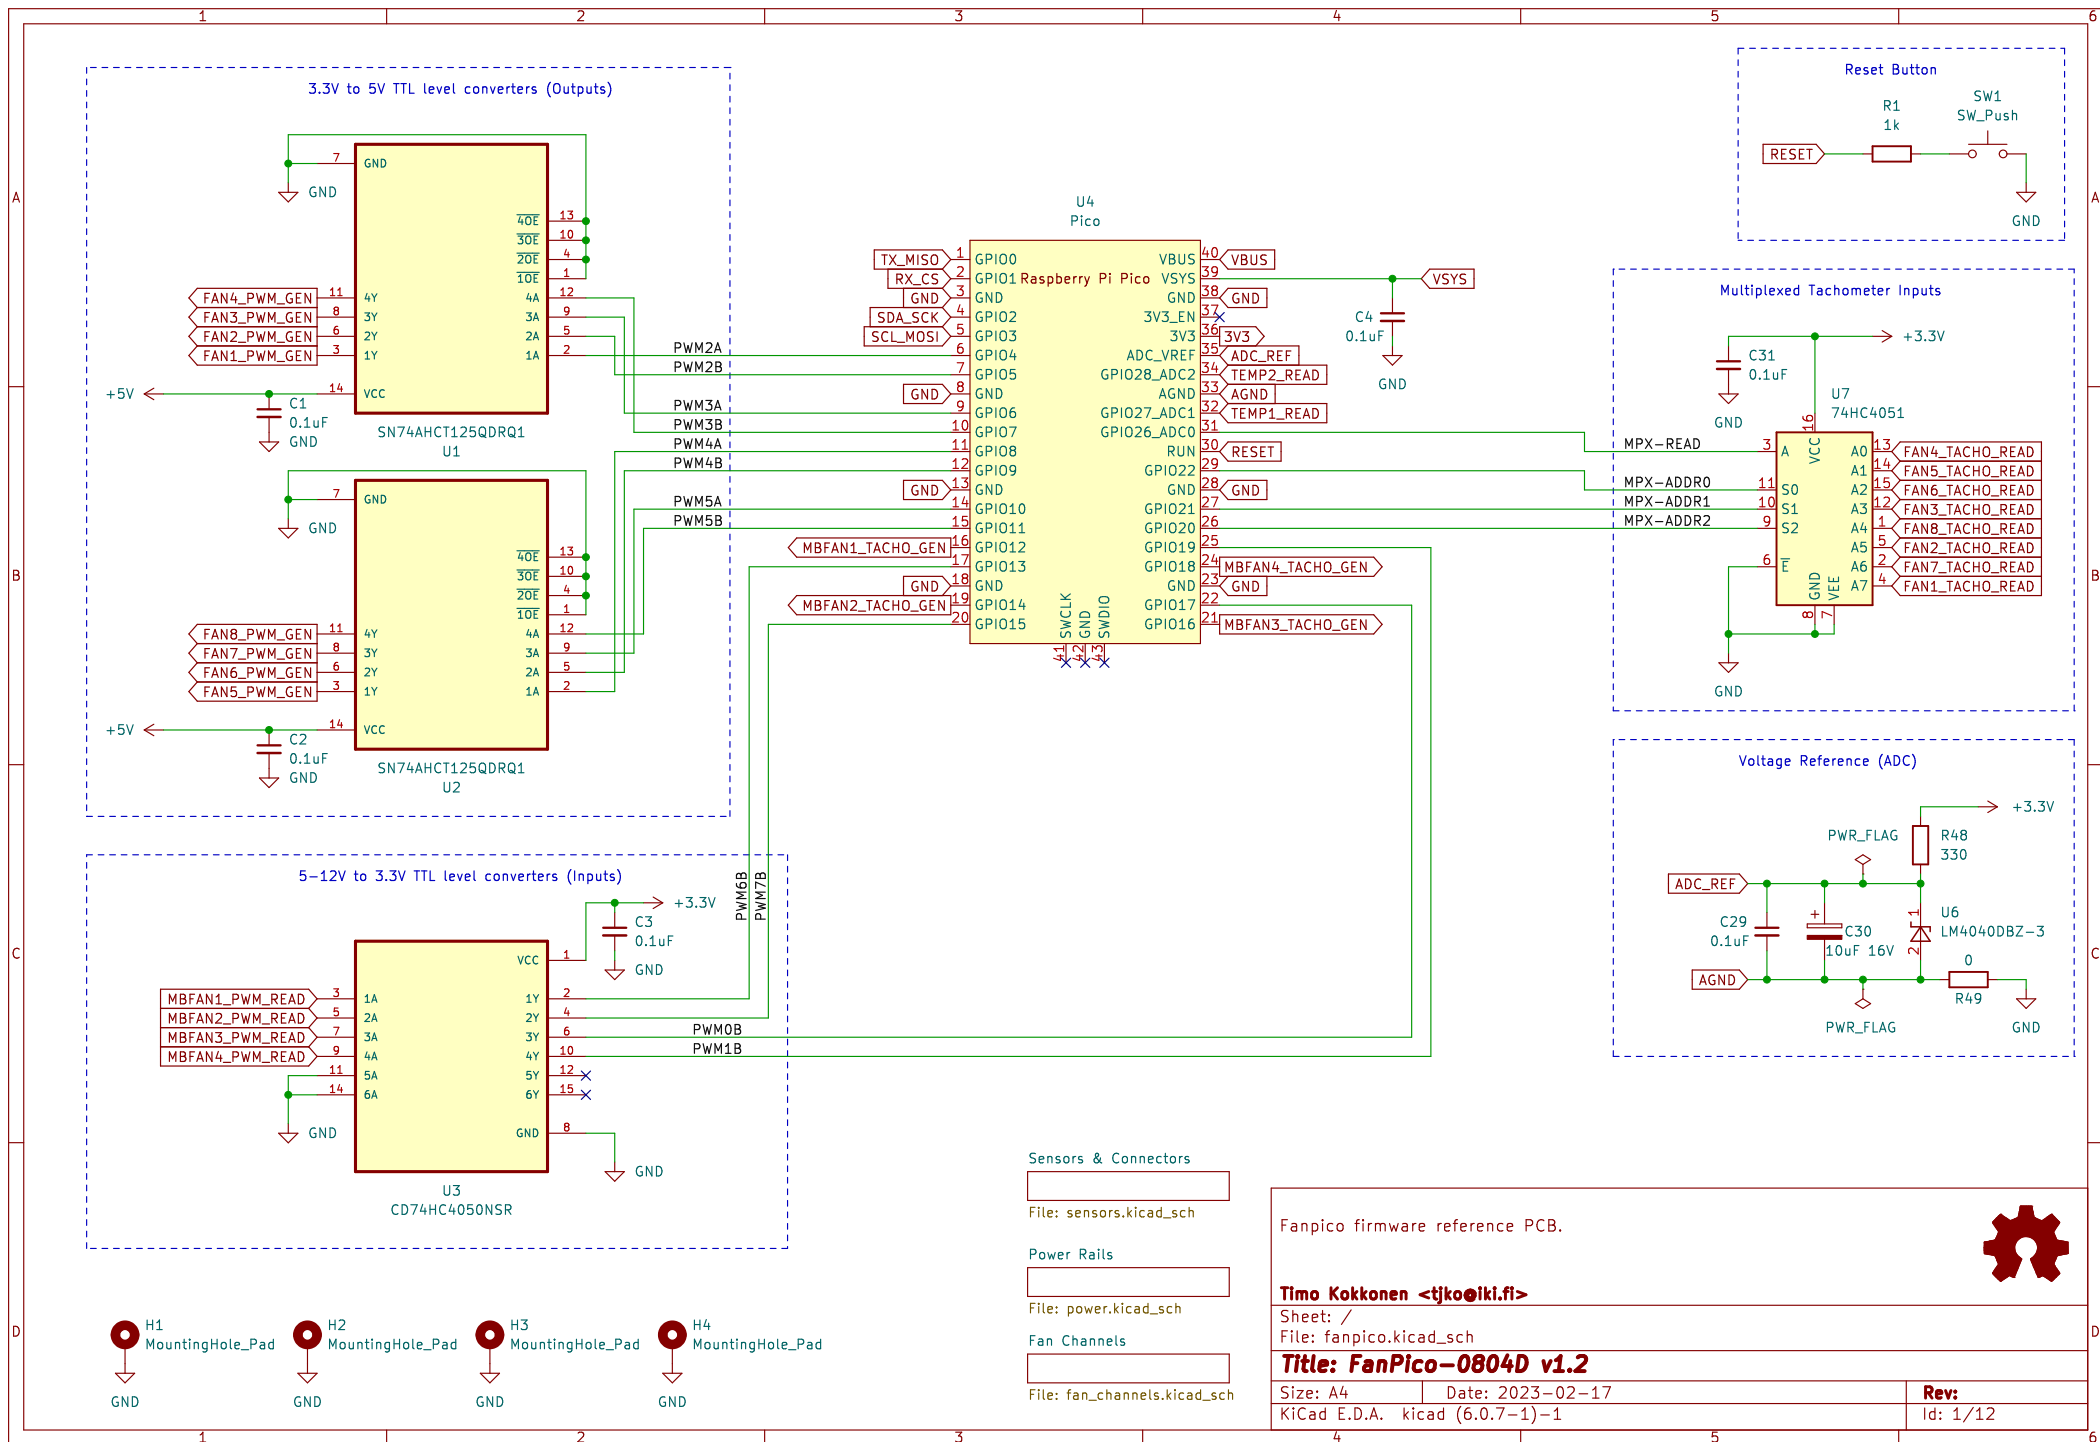 1 2 3 4 5 6
A
B
C
D
3.3V to 5V TTL level converters (Outputs)
7 GND
GND
4OE 13
3OE 10
2OE 4
1OE 1
FAN4_PWM_GEN 11 4Y 4A 12
FAN3_PWM_GEN 8 3Y 3A 9
FAN2_PWM_GEN 6 2Y 2A 5
FAN1_PWM_GEN 3 1Y 1A 2
+5V 14 VCC
C1
0.1uF
GND
SN74AHCT125QDRQ1
U1
PWM2A
PWM2B
PWM3A
PWM3B
PWM4A
PWM4B
PWM5A
PWM5B
7 GND
GND
4OE 13
3OE 10
2OE 4
1OE 1
FAN8_PWM_GEN 11 4Y 4A 12
FAN7_PWM_GEN 8 3Y 3A 9
FAN6_PWM_GEN 6 2Y 2A 5
FAN5_PWM_GEN 3 1Y 1A 2
+5V 14 VCC
C2
0.1uF
GND
SN74AHCT125QDRQ1
U2
5-12V to 3.3V TTL level converters (Inputs)
+3.3V
C3
0.1uF
GND
VCC 1
MBFAN1_PWM_READ 3 1A 1Y 2
MBFAN2_PWM_READ 5 2A 2Y 4
MBFAN3_PWM_READ 7 3A 3Y 6
MBFAN4_PWM_READ 9 4A 4Y 10
11 5A 5Y 12
14 6A 6Y 15
GND
GND 8
GND
U3
CD74HC4050NSR
PWM6B
PWM7B
PWM0B
PWM1B
U4
Pico
Raspberry Pi Pico
TX_MISO 1 GPIO0
RX_CS 2 GPIO1
GND 3 GND
SDA_SCK 4 GPIO2
SCL_MOSI 5 GPIO3
6 GPIO4
7 GPIO5
GND 8 GND
9 GPIO6
10 GPIO7
11 GPIO8
12 GPIO9
GND 13 GND
14 GPIO10
15 GPIO11
MBFAN1_TACHO_GEN 16 GPIO12
17 GPIO13
GND 18 GND
MBFAN2_TACHO_GEN 19 GPIO14
20 GPIO15
VBUS 40 VBUS
VSYS 39 VSYS
GND 38 GND
3V3_EN 37
3V3 36 3V3
ADC_VREF 35 ADC_REF
GPIO28_ADC2 34 TEMP2_READ
AGND 33 AGND
GPIO27_ADC1 32 TEMP1_READ
GPIO26_ADC0 31
RUN 30 RESET
GPIO22 29
GND 28 GND
GPIO21 27
GPIO20 26
GPIO19 25
GPIO18 24 MBFAN4_TACHO_GEN
GND 23 GND
GPIO17 22
GPIO16 21 MBFAN3_TACHO_GEN
SWCLK GND SWDIO
41 42 43
C4
0.1uF
GND
Reset Button
R1
1k
SW1
SW_Push
RESET
GND
Multiplexed Tachometer Inputs
+3.3V
C31
0.1uF
GND
U7
74HC4051
16
VCC
MPX-READ 3 A
MPX-ADDR0 11 S0
MPX-ADDR1 10 S1
MPX-ADDR2 9 S2
6 E
A0 13 FAN4_TACHO_READ
A1 14 FAN5_TACHO_READ
A2 15 FAN6_TACHO_READ
A3 12 FAN3_TACHO_READ
A4 1 FAN8_TACHO_READ
A5 5 FAN2_TACHO_READ
A6 2 FAN7_TACHO_READ
A7 4 FAN1_TACHO_READ
GND VEE
8 7
GND
Voltage Reference (ADC)
+3.3V
PWR_FLAG
R48
330
ADC_REF
C29
0.1uF
+
C30
10uF 16V
1
2
U6
LM4040DBZ-3
AGND
0
R49
PWR_FLAG
GND
Sensors & Connectors
File: sensors.kicad_sch
Power Rails
File: power.kicad_sch
Fan Channels
File: fan_channels.kicad_sch
H1
MountingHole_Pad
GND
H2
MountingHole_Pad
GND
H3
MountingHole_Pad
GND
H4
MountingHole_Pad
GND
Fanpico firmware reference PCB.
Timo Kokkonen <tjko@iki.fi>
Sheet: /
File: fanpico.kicad_sch
Title: FanPico-0804D v1.2
Size: A4 Date: 2023-02-17 Rev:
KiCad E.D.A. kicad (6.0.7-1)-1 Id: 1/12
A
B
C
D
1 2 3 4 5 6